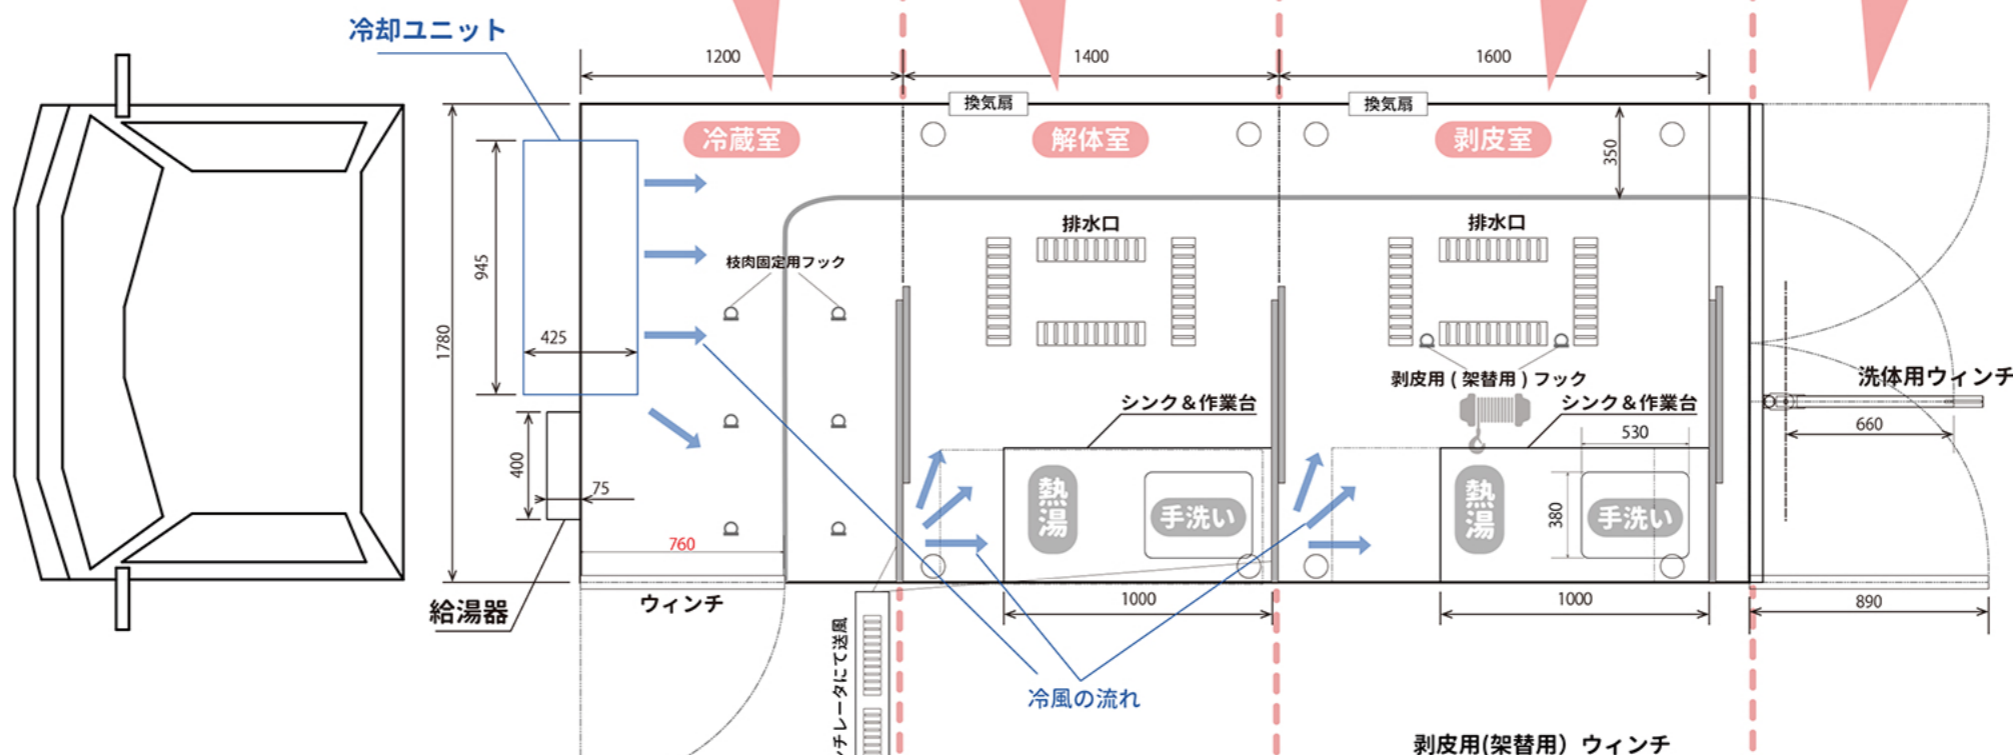 冷却ユニット
1200
1400
1600
換気扇
換気扇
冷蔵室
解体室
剥皮室
350
排水口
排水口
945
枝肉固定用フック
1780
425
剥皮用 ( 架替用 ) フック
洗体用ウィンチ
シンク＆作業台
シンク＆作業台
660
530
400
75
熱湯
手洗い
熱湯
380
手洗い
760
給湯器
ウィンチ
1000
1000
890
チレータにて送風
冷風の流れ
剥皮用(架替用）ウィンチ